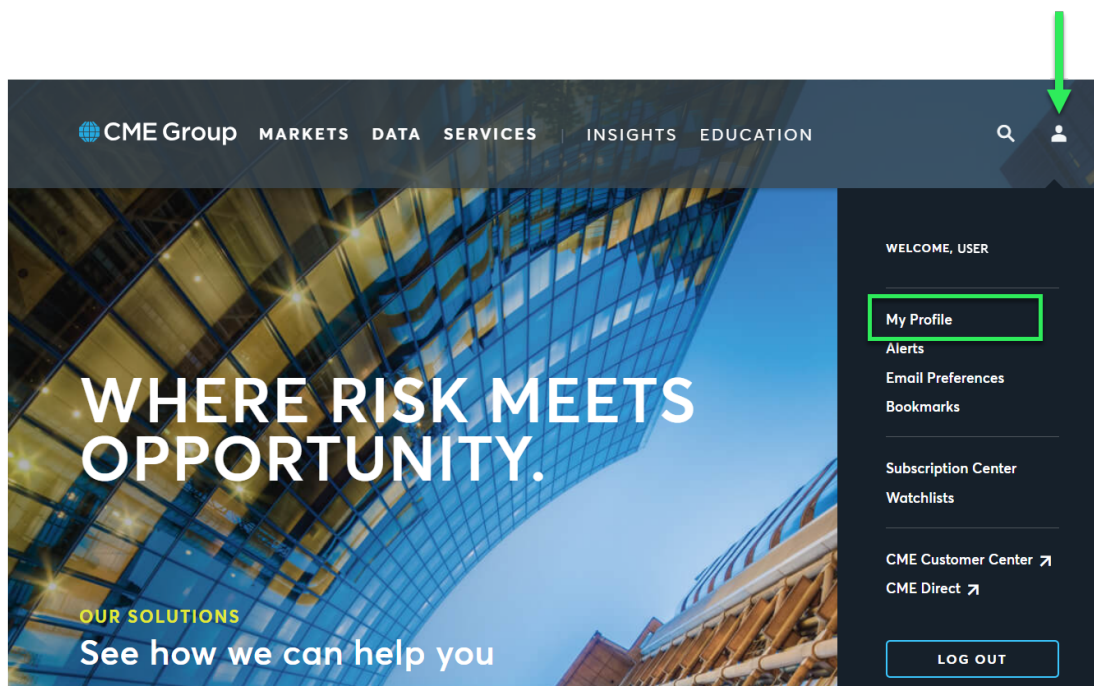 CME Group MARKETS DATA SERVICES | INSIGHTS EDUCATION
WELCOME, USER
My Profile
Alerts
Email Preferences
Bookmarks
Subscription Center
Watchlists
CME Customer Center
CME Direct
LOG OUT
WHERE RISK MEETS
OPPORTUNITY.
OUR SOLUTIONS
See how we can help you